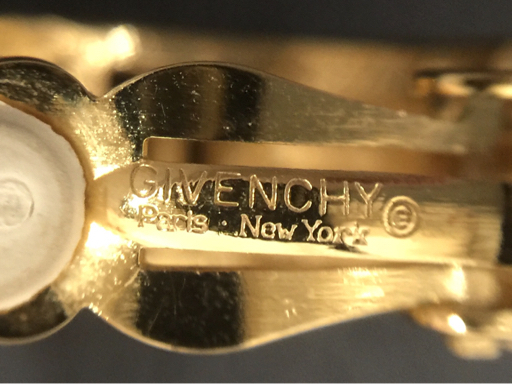 GIVENCHY G
Paris · New York